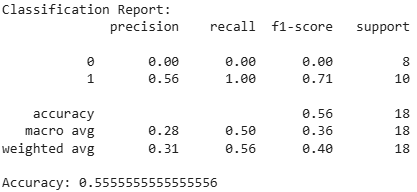 Classification Report:
precision recall f1-score support
0 0.00 0.00 0.00 8
1 0.56 1.00 0.71 10
accuracy 0.56 18
macro avg 0.28 0.50 0.36 18
weighted avg 0.31 0.56 0.40 18
Accuracy: 0.5555555555555556